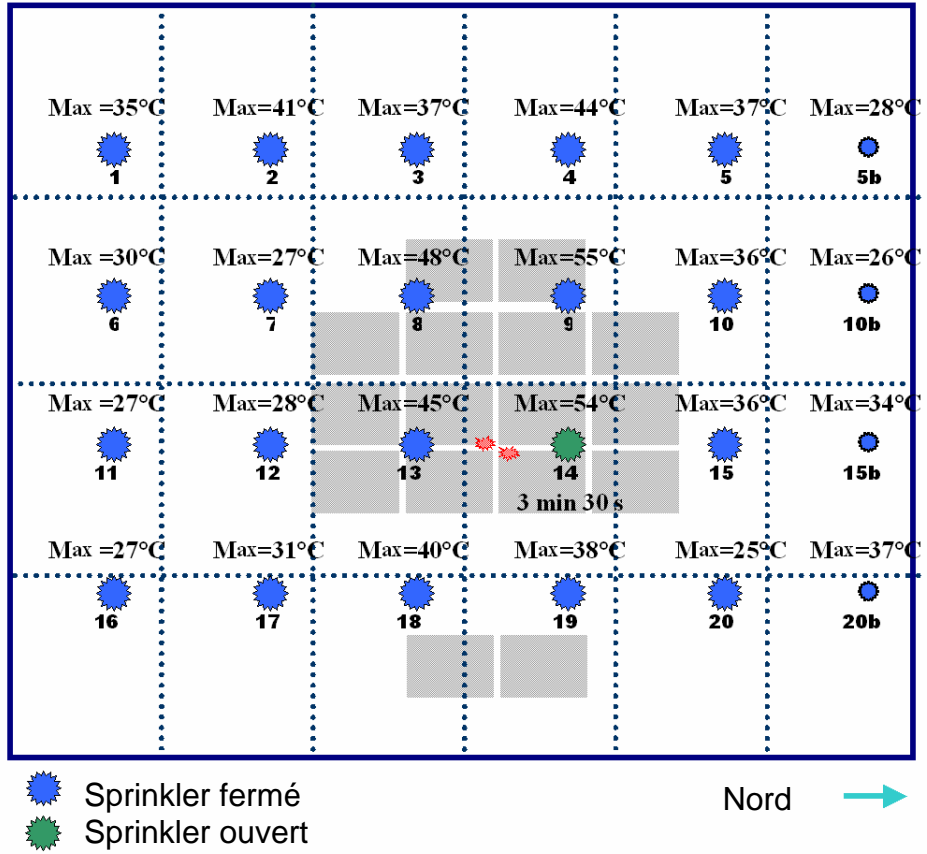 Max =35°C Max=41°C Max=37°C Max=44°C Max=37°C Max=28°C
1 2 3 4 5 5b
Max =30°C Max=27°C Max=48°C Max=55°C Max=36°C Max=26°C
6 7 8 9 10 10b
Max =27°C Max=28°C Max=45°C Max=54°C Max=36°C Max=34°C
11 12 13 14 15 15b
3 min 30 s
Max =27°C Max=31°C Max=40°C Max=38°C Max=25°C Max=37°C
16 17 18 19 20 20b
Sprinkler fermé Nord
Sprinkler ouvert